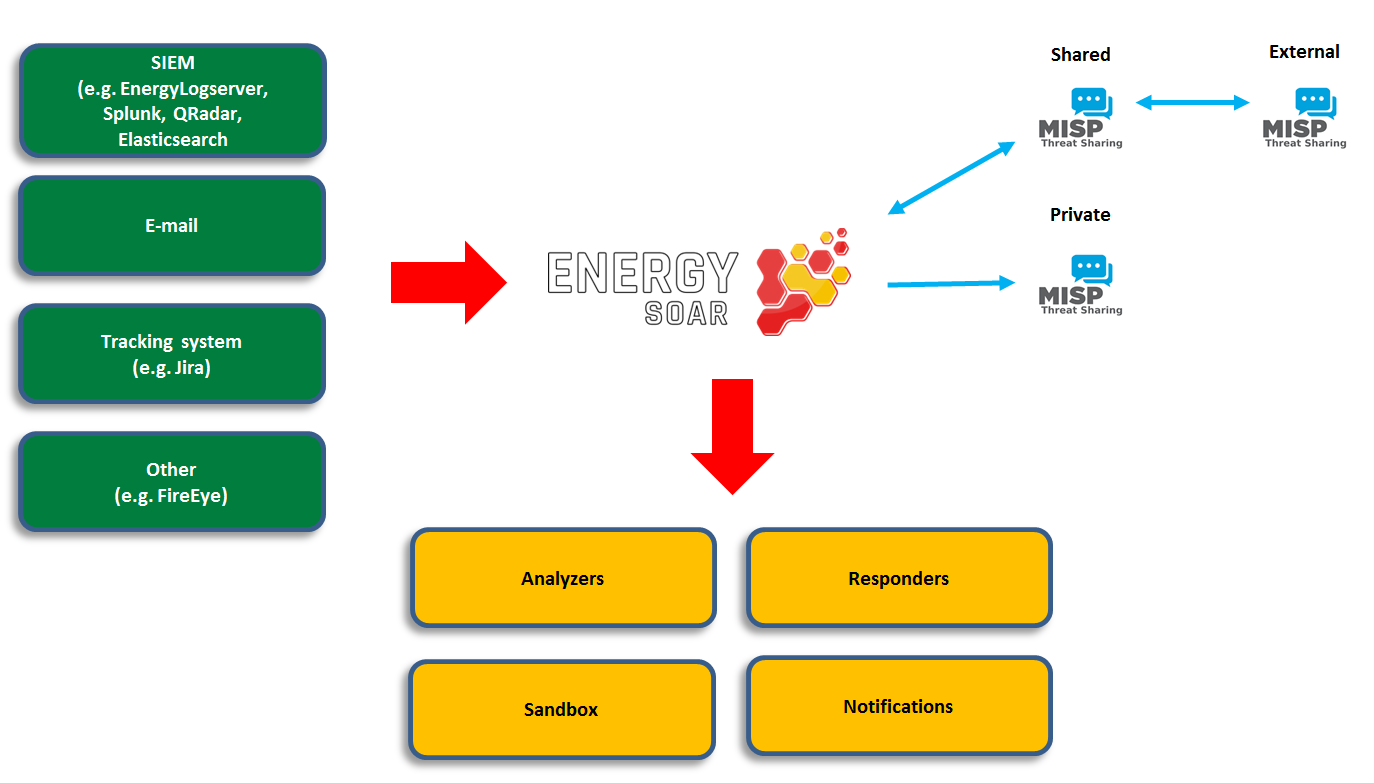 SIEM
(e.g. EnergyLogserver,
Splunk, QRadar,
Elasticsearch
E-mail
Tracking system
(e.g. Jira)
Other
(e.g. FireEye)
ENERGY
SOAR
Shared
MISP
Threat Sharing
External
MISP
Threat Sharing
Private
MISP
Threat Sharing
Analyzers
Responders
Sandbox
Notifications